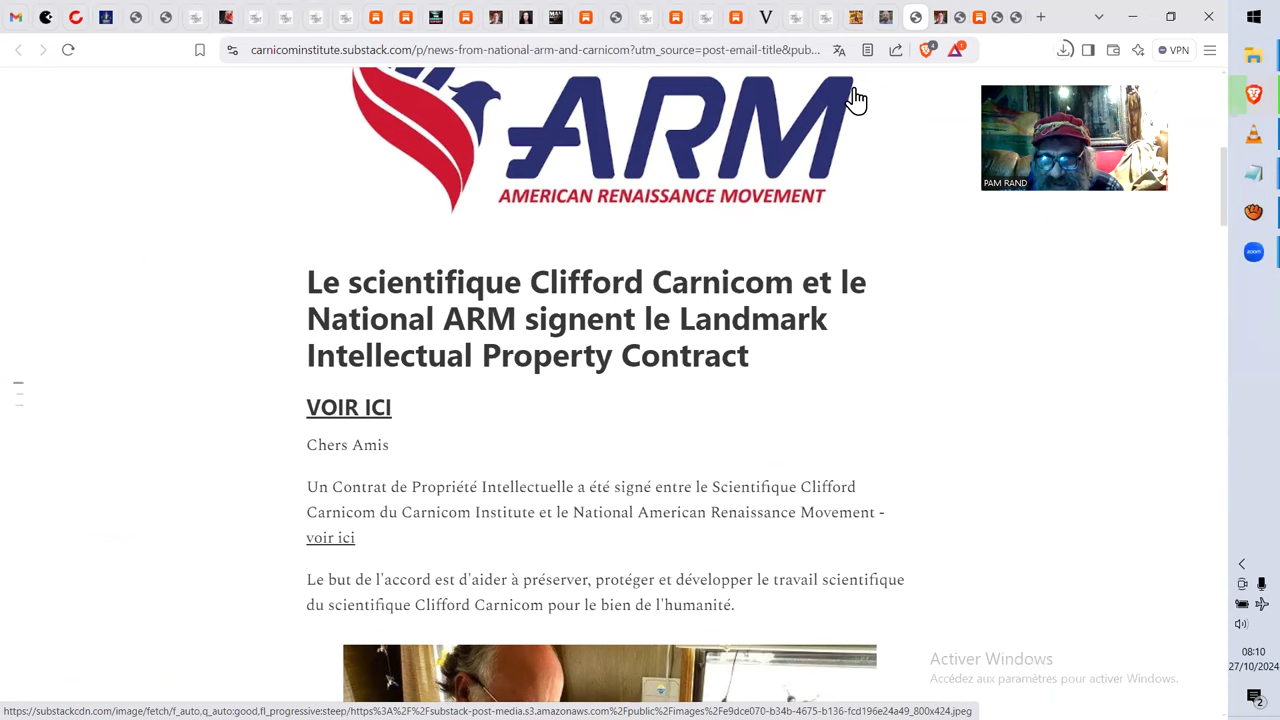 carnicominstitute.substack.com/p/news-from-national-arm-and-carnicom?utm_source=post-email-title&pub...
VPN
ARM
AMERICAN RENAISSANCE MOVEMENT
PAM RAND
Le scientifique Clifford Carnicom et le
National ARM signent le Landmark
Intellectual Property Contract
VOIR ICI
Chers Amis
Un Contrat de Propriété Intellectuelle a été signé entre le Scientifique Clifford
Carnicom du Carnicom Institute et le National American Renaissance Movement -
voir ici
Le but de l'accord est d'aider à préserver, protéger et développer le travail scientifique
du scientifique Clifford Carnicom pour le bien de l'humanité.
Activer Windows
Accédez aux paramètres pour activer Windows.
https://substackcdn.com/image/fetch/f_auto,q_auto:good,fl_progressive:steep/https%3A%2F%2Fsubstack-post-media.s3.amazonaws.com%2Fpublic%2Fimages%2Fe9dce070-b34b-4675-b136-fcd196e24a49_800x424.jpeg
zoom
08:10
27/10/2024
2